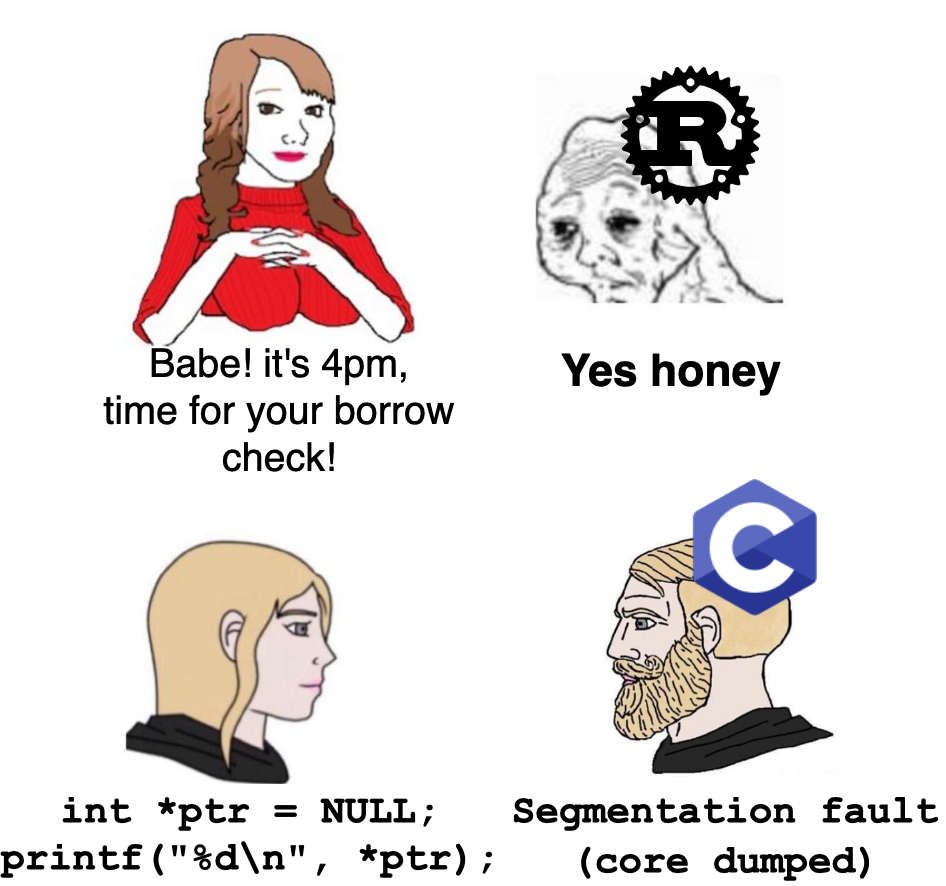 R
Babe! it's 4pm,
time for your borrow
check!
Yes honey
C
int *ptr = NULL;
printf("%d\n", *ptr);
Segmentation fault
(core dumped)